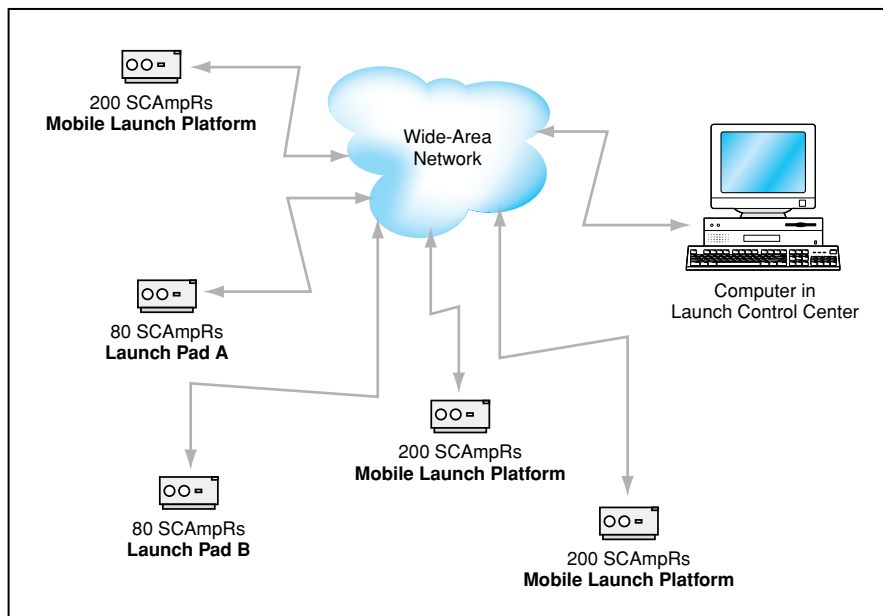 200 SCAmpRs
Mobile Launch Platform
Wide-Area
Network
Computer in
Launch Control Center
80 SCAmpRs
Launch Pad A
200 SCAmpRs
Mobile Launch Platform
80 SCAmpRs
Launch Pad B
200 SCAmpRs
Mobile Launch Platform